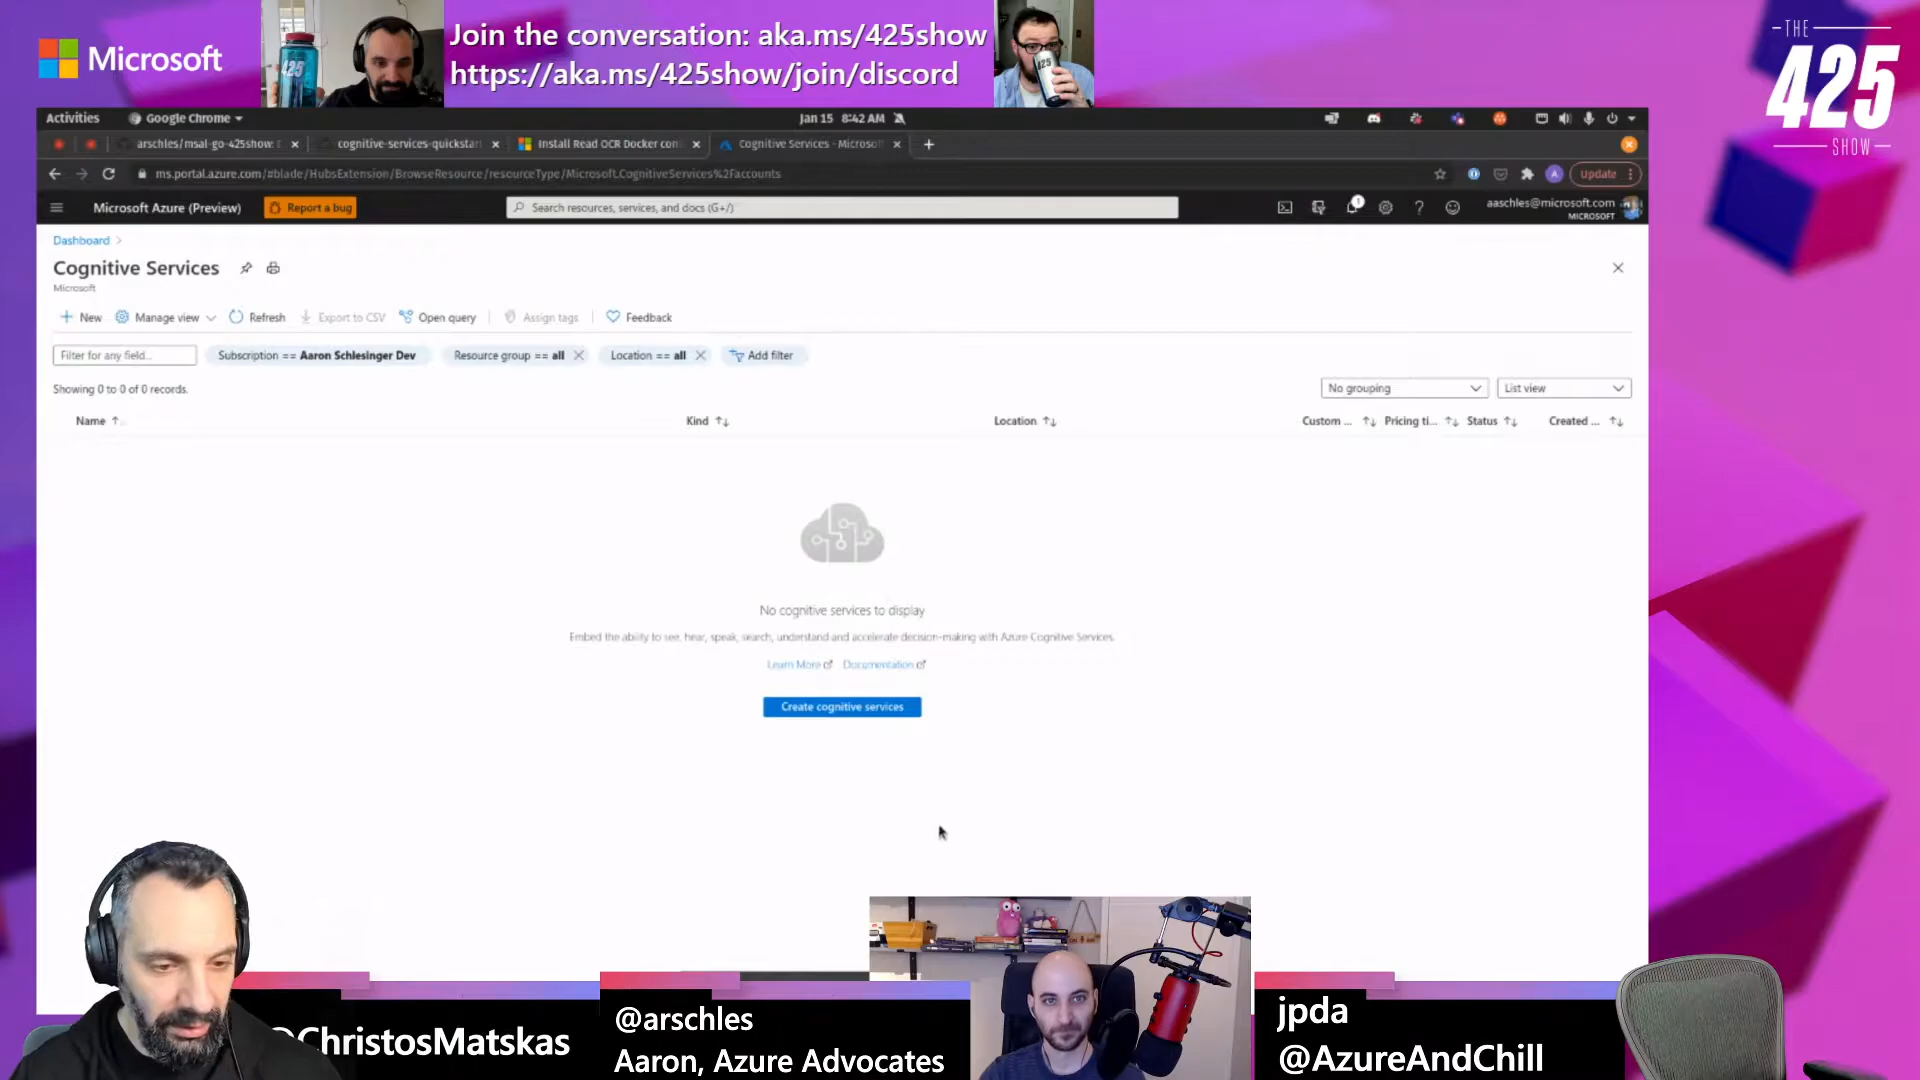 Microsoft
425
Join the conversation: aka.ms/425show
https://aka.ms/425show/join/discord
425
THE
425
SHOW
Activities
Google Chrome
Jan 15 8:42 AM
arschles/msal-go-425show:
cognitive-services-quickstart
Install Read OCR Docker con
Cognitive Services - Microsof
ms.portal.azure.com/#blade/HubsExtension/BrowseResource/resourceType/Microsoft.CognitiveServices%2Faccounts
A
Update
Microsoft Azure (Preview)
Report a bug
Search resources, services, and docs (G+/)
1
aaschles@microsoft.com
MICROSOFT
Dashboard
Cognitive Services
Microsoft
New
Manage view
Refresh
Export to CSV
Open query
Assign tags
Feedback
Filter for any field...
Subscription == Aaron Schlesinger Dev
Resource group == all
Location == all
Add filter
Showing 0 to 0 of 0 records.
No grouping
List view
Name
Kind
Location
Custom ...
Pricing ti...
Status
Created ...
No cognitive services to display
Embed the ability to see, hear, speak, search, understand and accelerate decision-making with Azure Cognitive Services.
Learn More
Documentation
Create cognitive services
@ChristosMatskas
@arschles
Aaron, Azure Advocates
jpda
@AzureAndChill